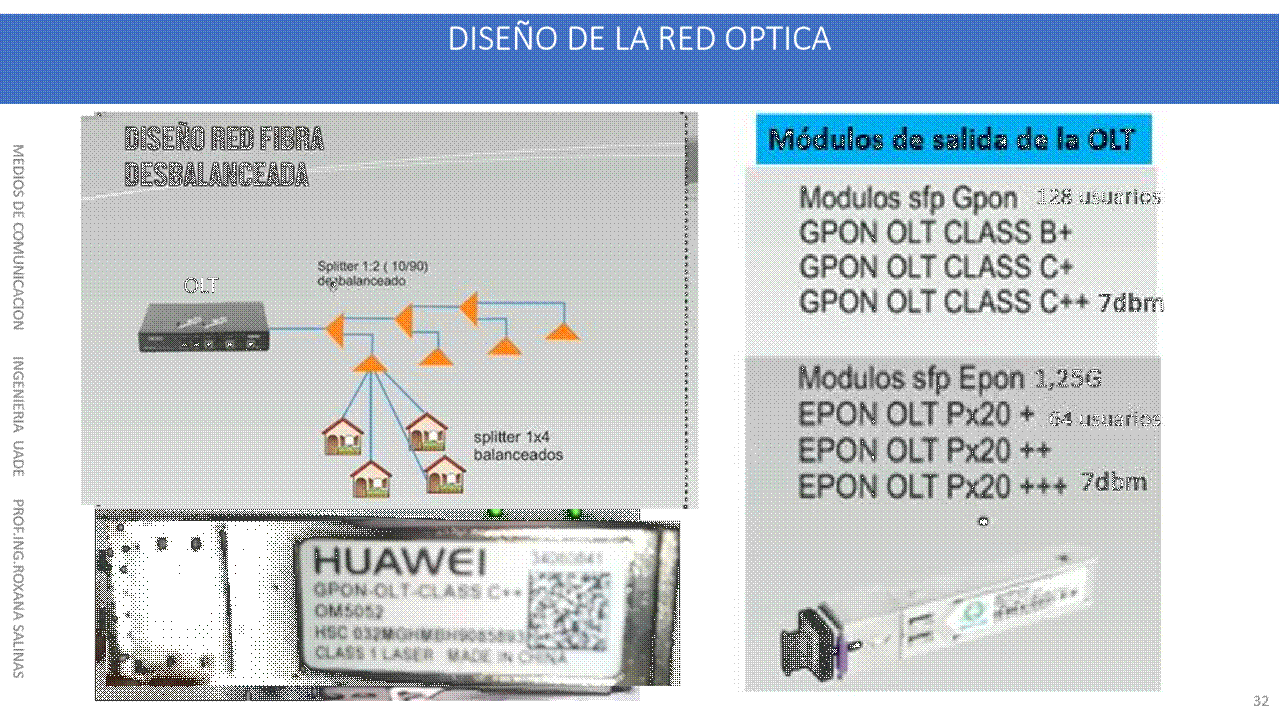 DISEÑO DE LA RED OPTICA
MEDIOS DE COMUNICACION INGENIERIA UADE PROF.ING.ROXANA SALINAS
DISEÑO RED FIBRA
DESBALANCEADA
Splitter 1:2 ( 10/90)
desbalanceado
OLT
splitter 1x4
balanceados
HUAWEI
GPON-OLT-CLASS C++
OM5052
HSC
CLASS 1 LASER MADE IN CHINA
Módulos de salida de la OLT
Modulos sfp Gpon 128 usuarios
GPON OLT CLASS B+
GPON OLT CLASS C+
GPON OLT CLASS C++ 7dbm
Modulos sfp Epon 1,25G
EPON OLT Px20 + 64 usuarios
EPON OLT Px20 ++
EPON OLT Px20 +++ 7dbm
32